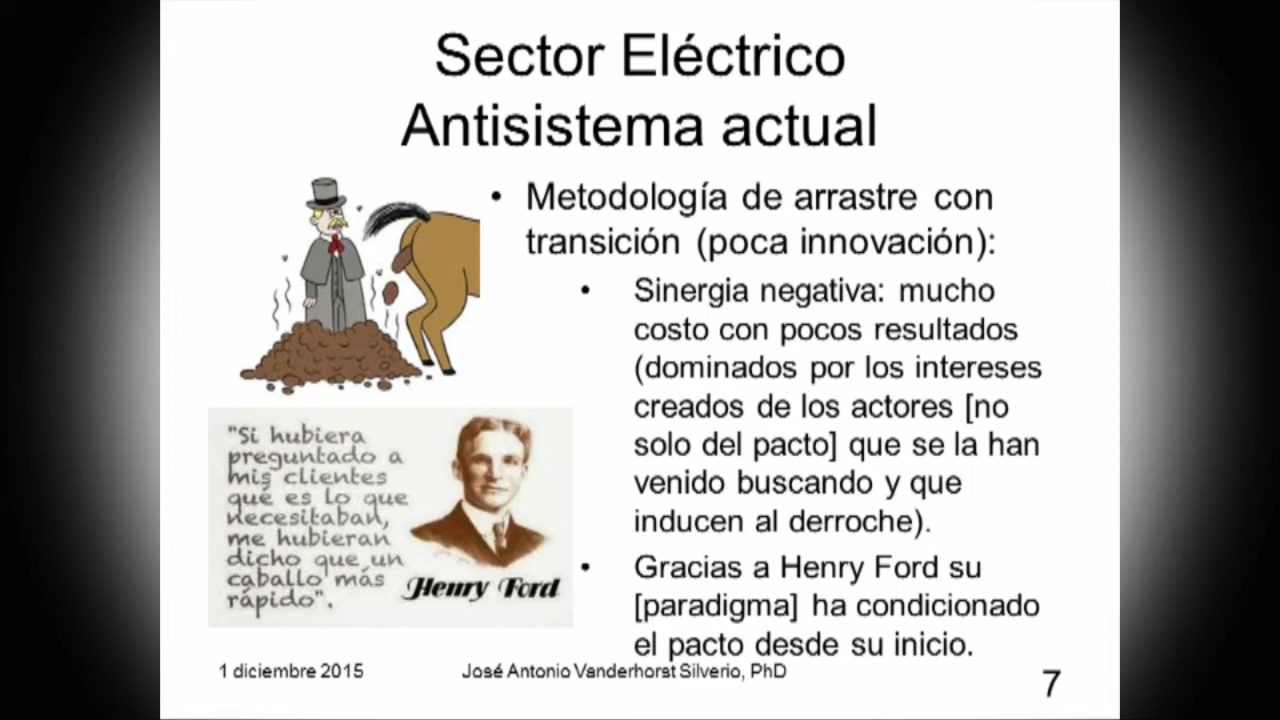 Sector Eléctrico
Antisistema actual
• Metodología de arrastre con
transición (poca innovación):
• Sinergia negativa: mucho
costo con pocos resultados
(dominados por los intereses
creados de los actores [no
solo del pacto] que se la han
venido buscando y que
inducen al derroche).
• Gracias a Henry Ford su
[paradigma] ha condicionado
el pacto desde su inicio.
"Si hubiera
preguntado a
mis clientes
qué es lo que
necesitaban,
me hubieran
dicho que un
caballo más
rápido".
Henry Ford
1 diciembre 2015
José Antonio Vanderhorst Silverio, PhD
7